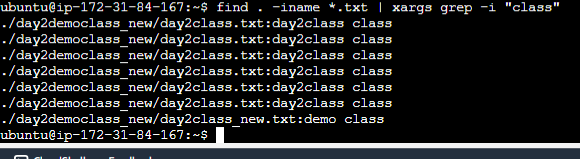 ubuntu@ip-172-31-84-167:~$ find . -iname *.txt | xargs grep -i "class"
./day2democlass_new/day2class.txt:day2class class
./day2democlass_new/day2class.txt:day2class class
./day2democlass_new/day2class.txt:day2class class
./day2democlass_new/day2class.txt:day2class class
./day2democlass_new/day2class.txt:day2class class
./day2democlass_new/day2class.txt:day2class class
./day2democlass_new/day2class_new.txt:demo class
ubuntu@ip-172-31-84-167:~$